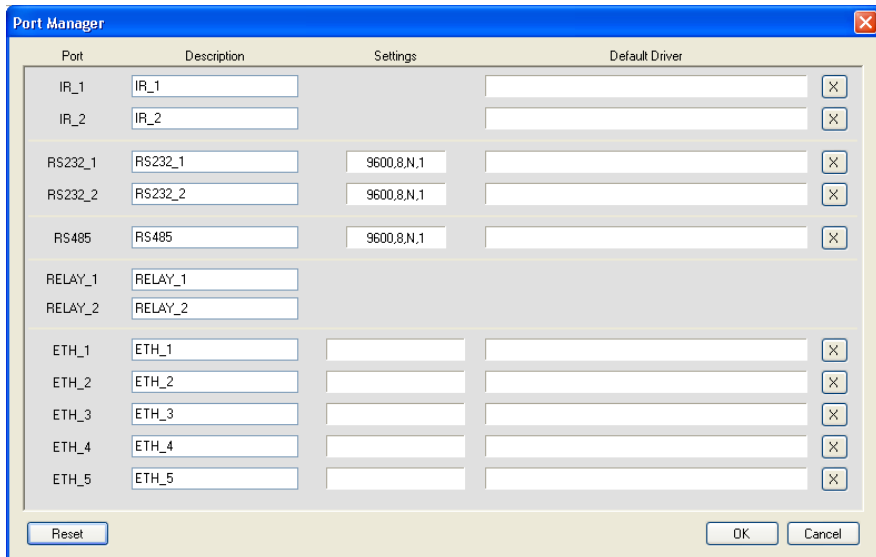 Port Manager
Port Description Settings Default Driver
IR_1 IR_1 X
IR_2 IR_2 X
RS232_1 RS232_1 9600,8,N,1 X
RS232_2 RS232_2 9600,8,N,1 X
RS485 RS485 9600,8,N,1 X
RELAY_1 RELAY_1
RELAY_2 RELAY_2
ETH_1 ETH_1 X
ETH_2 ETH_2 X
ETH_3 ETH_3 X
ETH_4 ETH_4 X
ETH_5 ETH_5 X
Reset OK Cancel